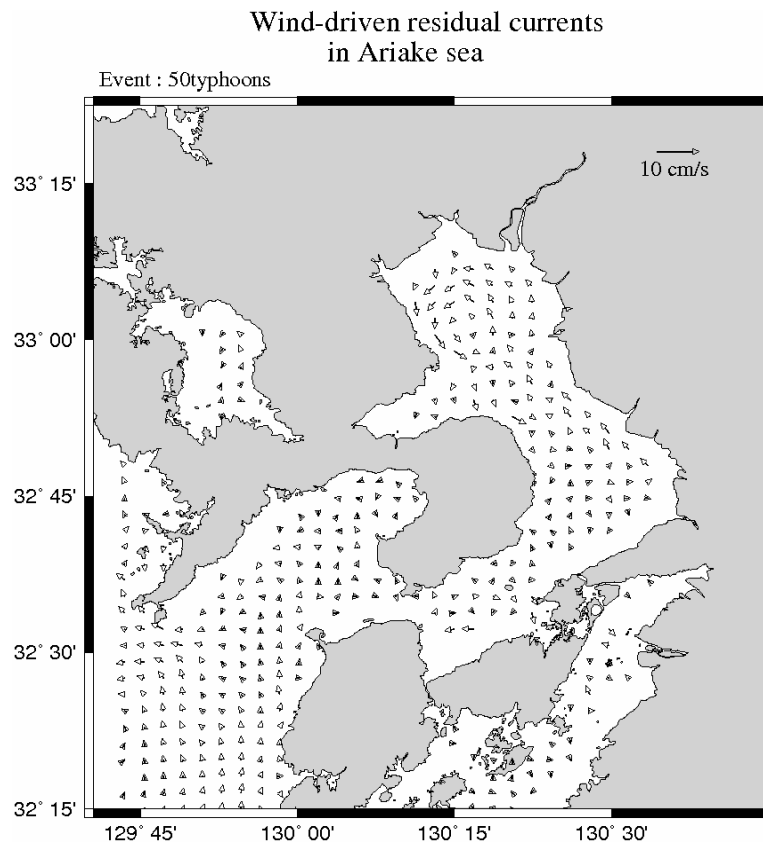 Wind-driven residual currents
in Ariake sea
Event : 50typhoons
10 cm/s
33° 15'
33° 00'
32° 45'
32° 30'
32° 15'
129° 45'
130° 00'
130° 15'
130° 30'